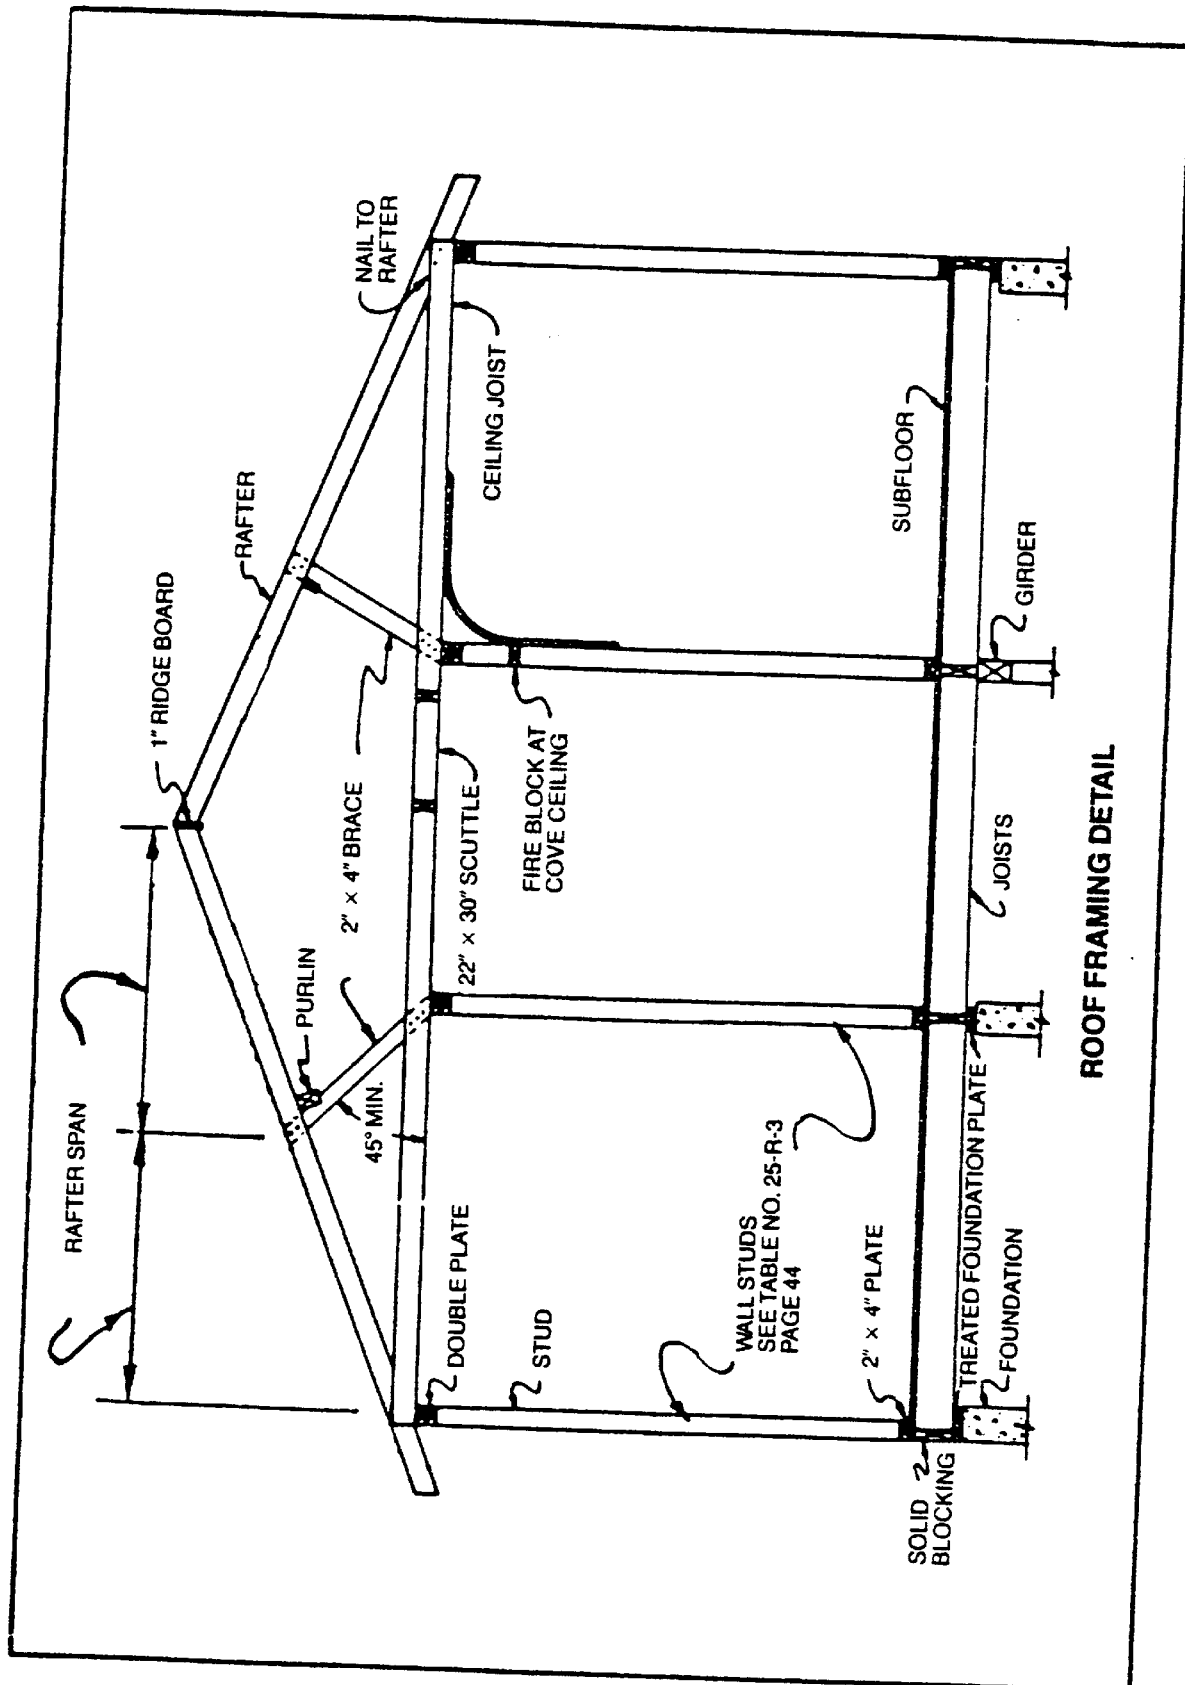 RAFTER SPAN
1" RIDGE BOARD
RAFTER
NAIL TO
RAFTER
PURLIN
2" × 4" BRACE
45° MIN.
CEILING JOIST
22" × 30" SCUTTLE
DOUBLE PLATE
FIRE BLOCK AT
COVE CEILING
STUD
WALL STUDS
SEE TABLE NO. 25-R-3
PAGE 44
2" × 4" PLATE
SUBFLOOR
SOLID
BLOCKING
TREATED FOUNDATION PLATE
FOUNDATION
JOISTS
GIRDER
ROOF FRAMING DETAIL